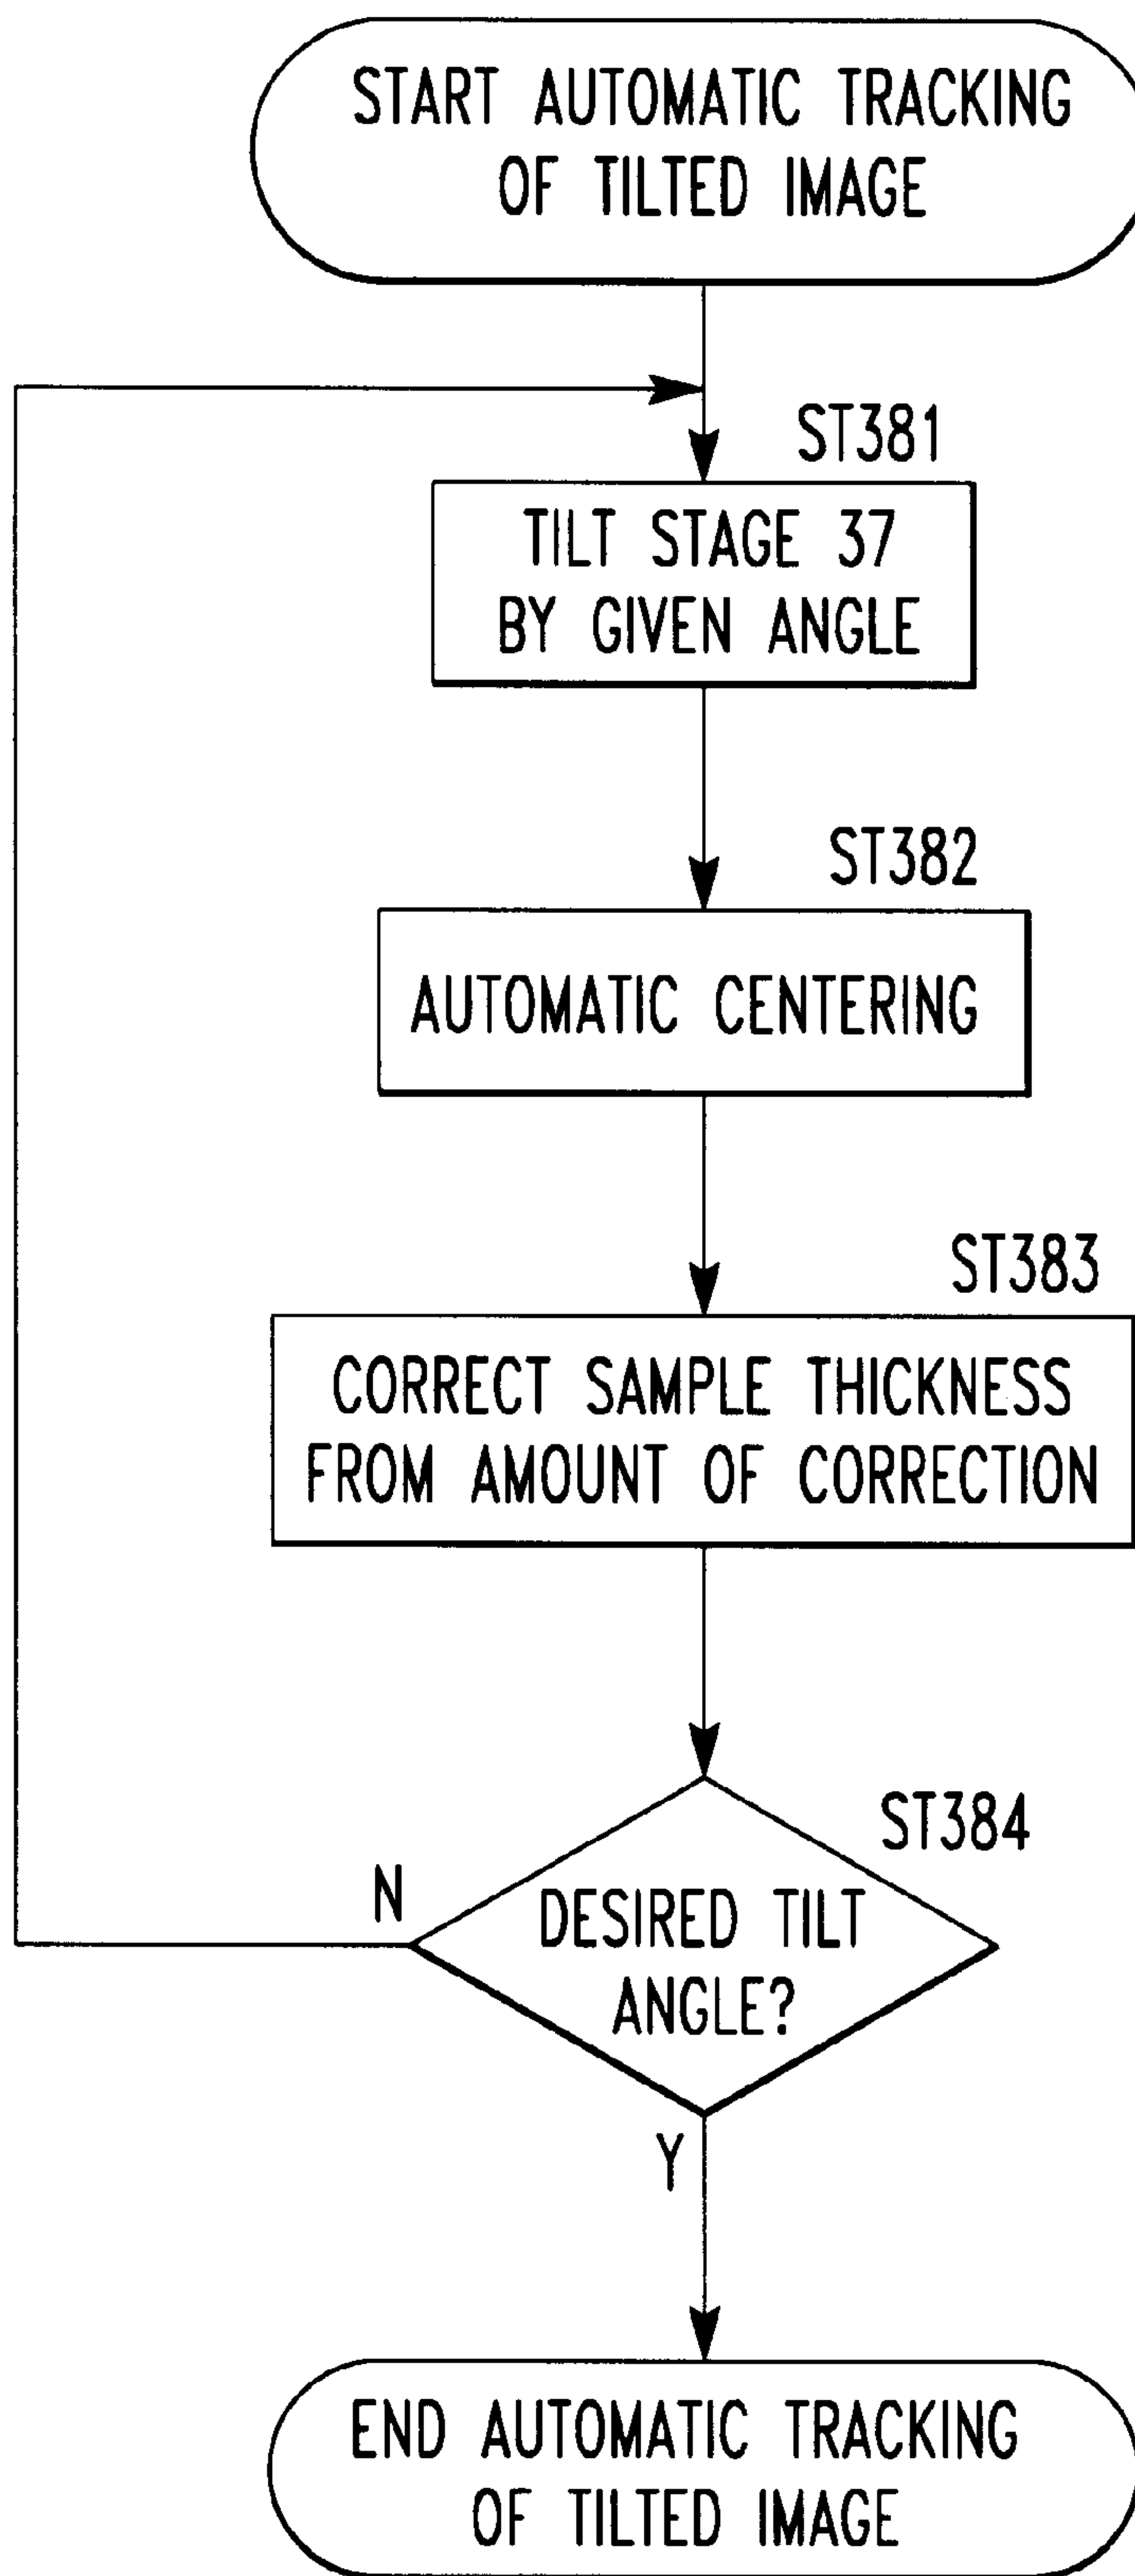 START AUTOMATIC TRACKING
OF TILTED IMAGE
ST381
TILT STAGE 37
BY GIVEN ANGLE
ST382
AUTOMATIC CENTERING
ST383
CORRECT SAMPLE THICKNESS
FROM AMOUNT OF CORRECTION
ST384
N
DESIRED TILT
ANGLE?
Y
END AUTOMATIC TRACKING
OF TILTED IMAGE